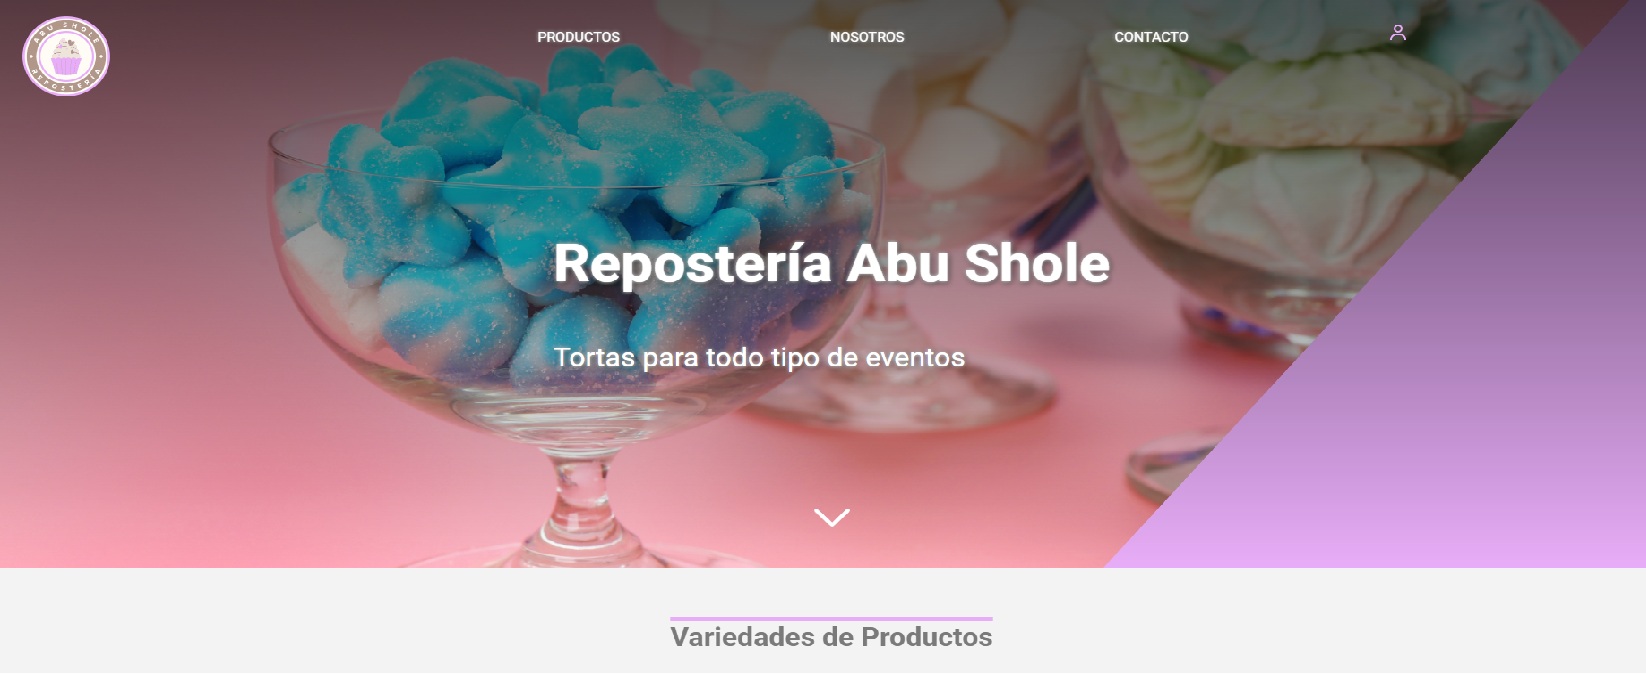 ABU SHOLE
REPOSTERÍA
PRODUCTOS
NOSOTROS
CONTACTO
Repostería Abu Shole
Tortas para todo tipo de eventos
Variedades de Productos